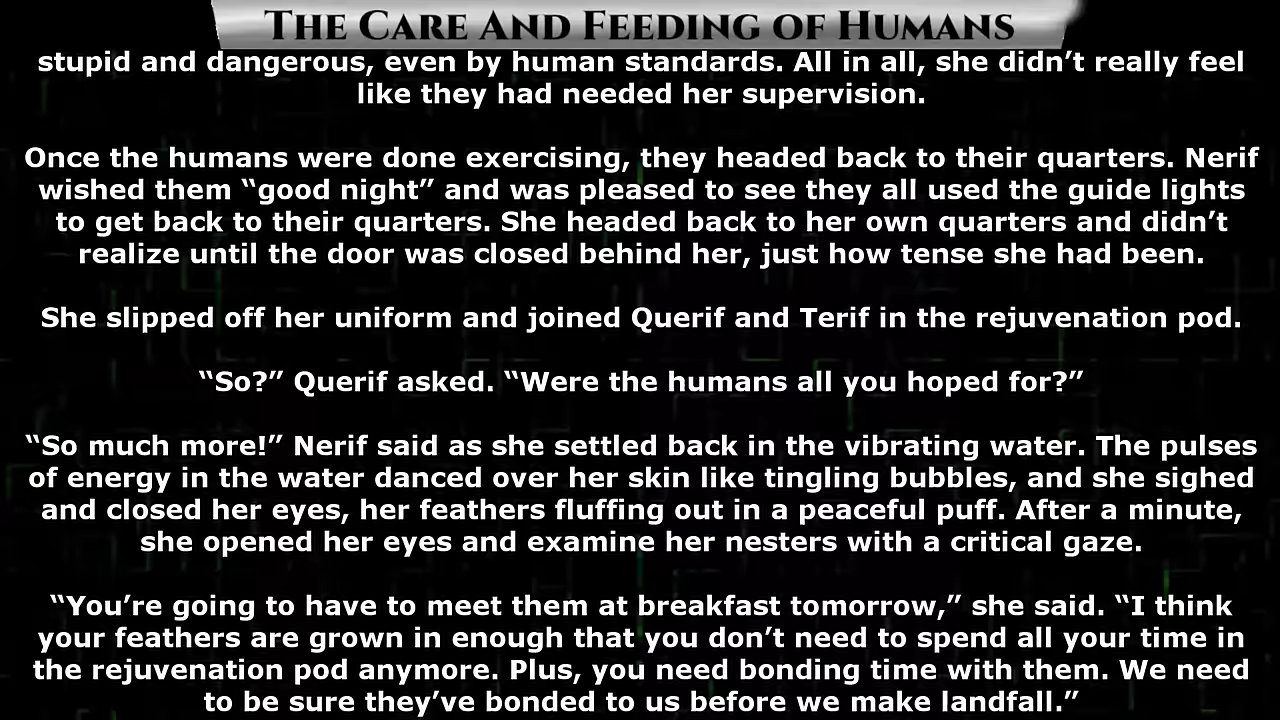 The Care And Feeding of Humans
stupid and dangerous, even by human standards. All in all, she didn’t really feel
like they had needed her supervision.
Once the humans were done exercising, they headed back to their quarters. Nerif
wished them “good night” and was pleased to see they all used the guide lights
to get back to their quarters. She headed back to her own quarters and didn’t
realize until the door was closed behind her, just how tense she had been.
She slipped off her uniform and joined Querif and Terif in the rejuvenation pod.
“So?” Querif asked. “Were the humans all you hoped for?”
“So much more!” Nerif said as she settled back in the vibrating water. The pulses
of energy in the water danced over her skin like tingling bubbles, and she sighed
and closed her eyes, her feathers fluffing out in a peaceful puff. After a minute,
she opened her eyes and examine her nesters with a critical gaze.
“You’re going to have to meet them at breakfast tomorrow,” she said. “I think
your feathers are grown in enough that you don’t need to spend all your time in
the rejuvenation pod anymore. Plus, you need bonding time with them. We need
to be sure they’ve bonded to us before we make landfall.”